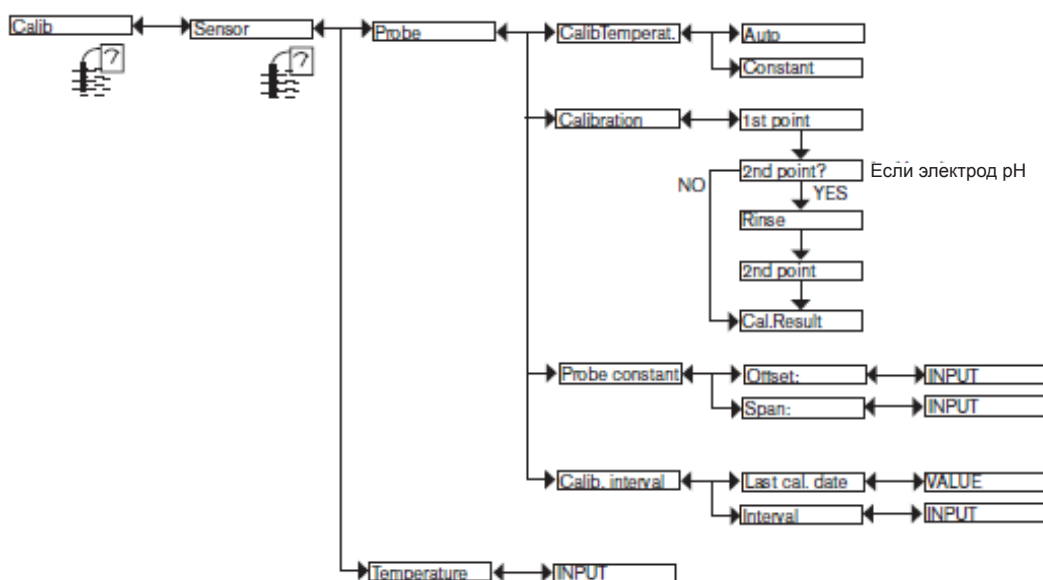 Calib
Sensor
Probe
CalibTemperat.
Auto
Constant
Calibration
1st point
2nd point?
Если электрод pH
NO
YES
Rinse
2nd point
Cal.Result
Probe constant
Offset:
INPUT
Span:
INPUT
Calib. interval
Last cal. date
VALUE
Interval
INPUT
Temperature
INPUT
?
?